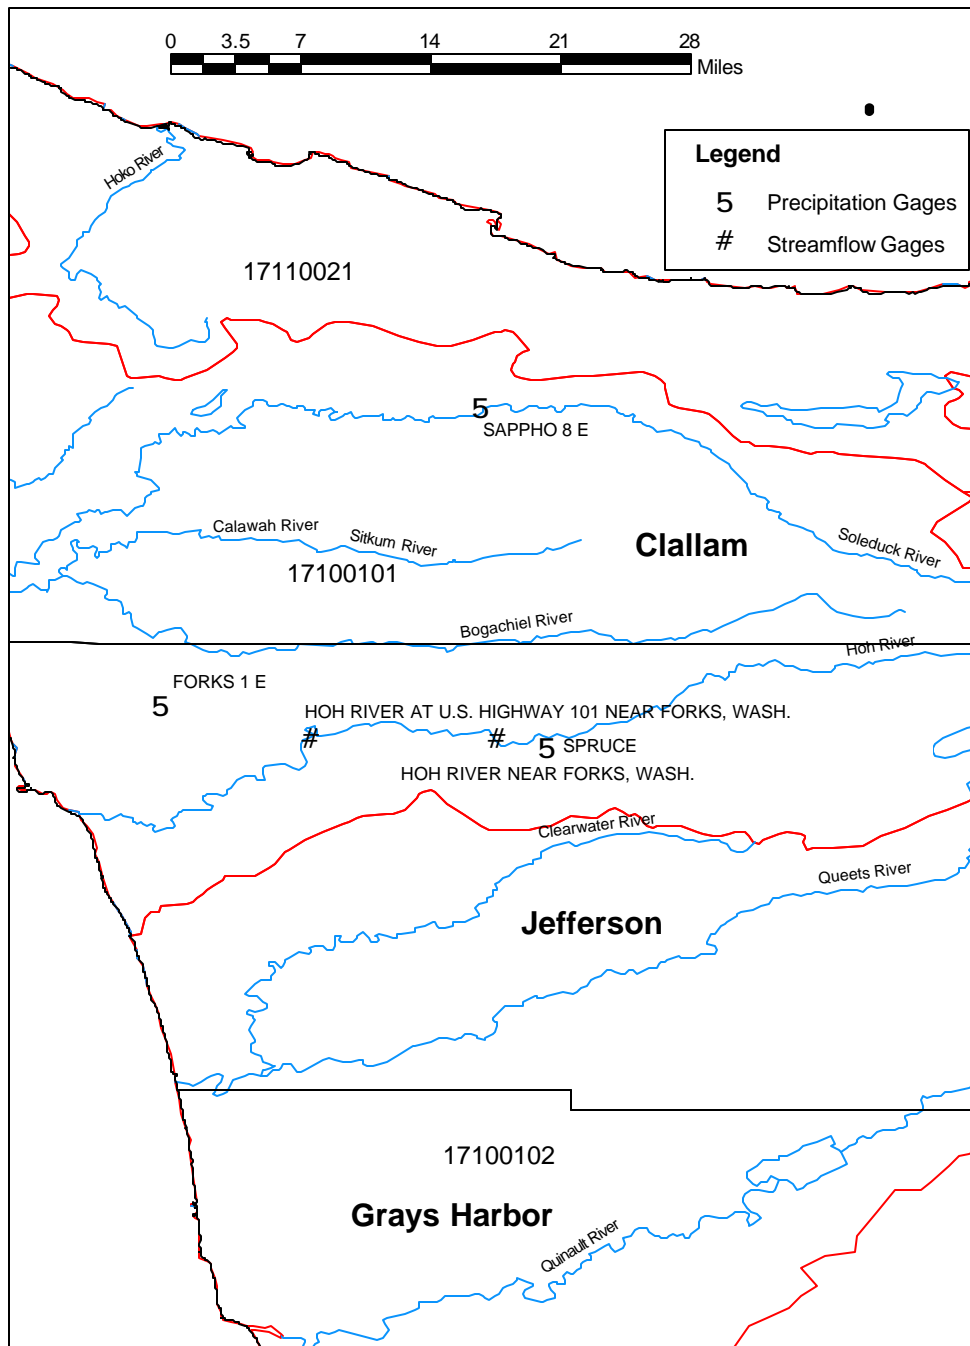 0 3.5 7 14 21 28
Miles
Legend
5 Precipitation Gages
# Streamflow Gages
Hoko River
17110021
5
SAPPHO 8 E
Calawah River
Sitkum River
Clallam
Soleduck River
17100101
Bogachiel River
Hoh River
FORKS 1 E
5
HOH RIVER AT U.S. HIGHWAY 101 NEAR FORKS, WASH.
# # 5 SPRUCE
HOH RIVER NEAR FORKS, WASH.
Clearwater River
Queets River
Jefferson
17100102
Grays Harbor
Quinault River